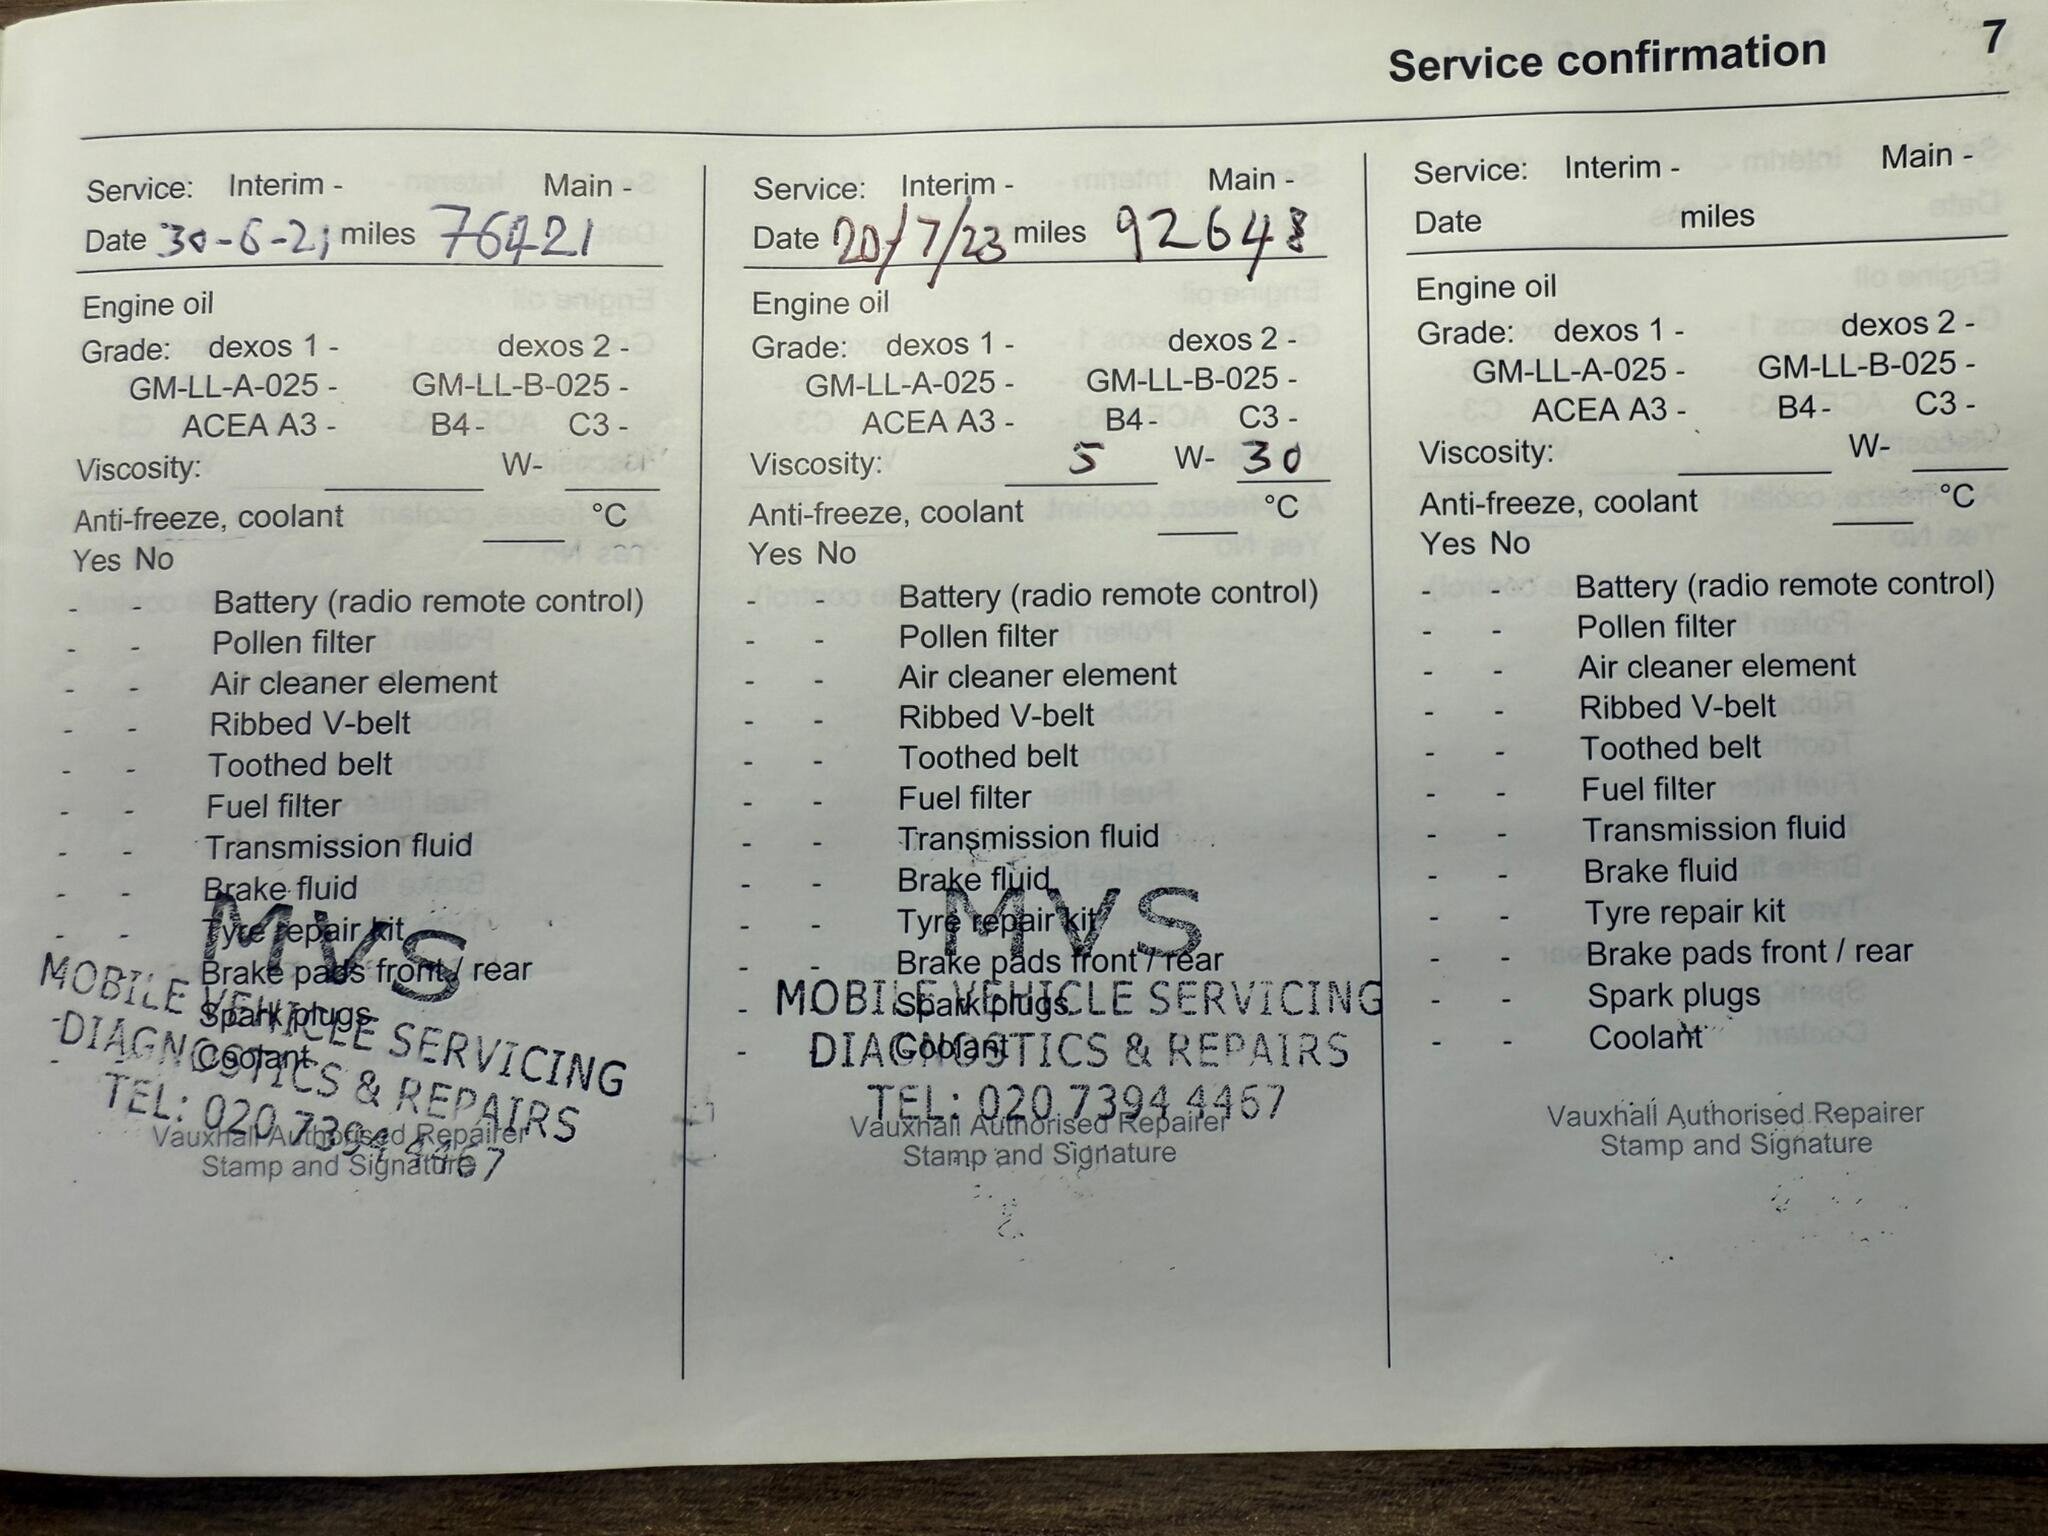 Service confirmation 7
Service: Interim - Main -
Date 30-6-21 miles 76421
Engine oil
Grade: dexos 1 - dexos 2 -
GM-LL-A-025 - GM-LL-B-025 -
ACEA A3 - B4 - C3 -
Viscosity: W-
Anti-freeze, coolant °C
Yes No
- - Battery (radio remote control)
- - Pollen filter
- - Air cleaner element
- - Ribbed V-belt
- - Toothed belt
- - Fuel filter
- - Transmission fluid
- - Brake fluid
- - Tyre repair kit
- - Brake pads front / rear
- - Spark plugs
- - Coolant
MVS
MOBILE VEHICLE SERVICING
DIAGNOSTICS & REPAIRS
TEL: 020 7394 4467
Vauxhall Authorised Repairer
Stamp and Signature
Service: Interim - Main -
Date 20/7/23 miles 92648
Engine oil
Grade: dexos 1 - dexos 2 -
GM-LL-A-025 - GM-LL-B-025 -
ACEA A3 - B4 - C3 -
Viscosity: 5 W- 30
Anti-freeze, coolant °C
Yes No
- - Battery (radio remote control)
- - Pollen filter
- - Air cleaner element
- - Ribbed V-belt
- - Toothed belt
- - Fuel filter
- - Transmission fluid
- - Brake fluid
- - Tyre repair kit
- - Brake pads front / rear
- Spark plugs
- Coolant
MVS
MOBILE VEHICLE SERVICING
DIAGNOSTICS & REPAIRS
TEL: 020 7394 4467
Vauxhall Authorised Repairer
Stamp and Signature
Service: Interim - Main -
Date miles
Engine oil
Grade: dexos 1 - dexos 2 -
GM-LL-A-025 - GM-LL-B-025 -
ACEA A3 - B4 - C3 -
Viscosity: W-
Anti-freeze, coolant °C
Yes No
- - Battery (radio remote control)
- - Pollen filter
- - Air cleaner element
- - Ribbed V-belt
- - Toothed belt
- - Fuel filter
- - Transmission fluid
- - Brake fluid
- - Tyre repair kit
- - Brake pads front / rear
- - Spark plugs
- - Coolant
Vauxhall Authorised Repairer
Stamp and Signature